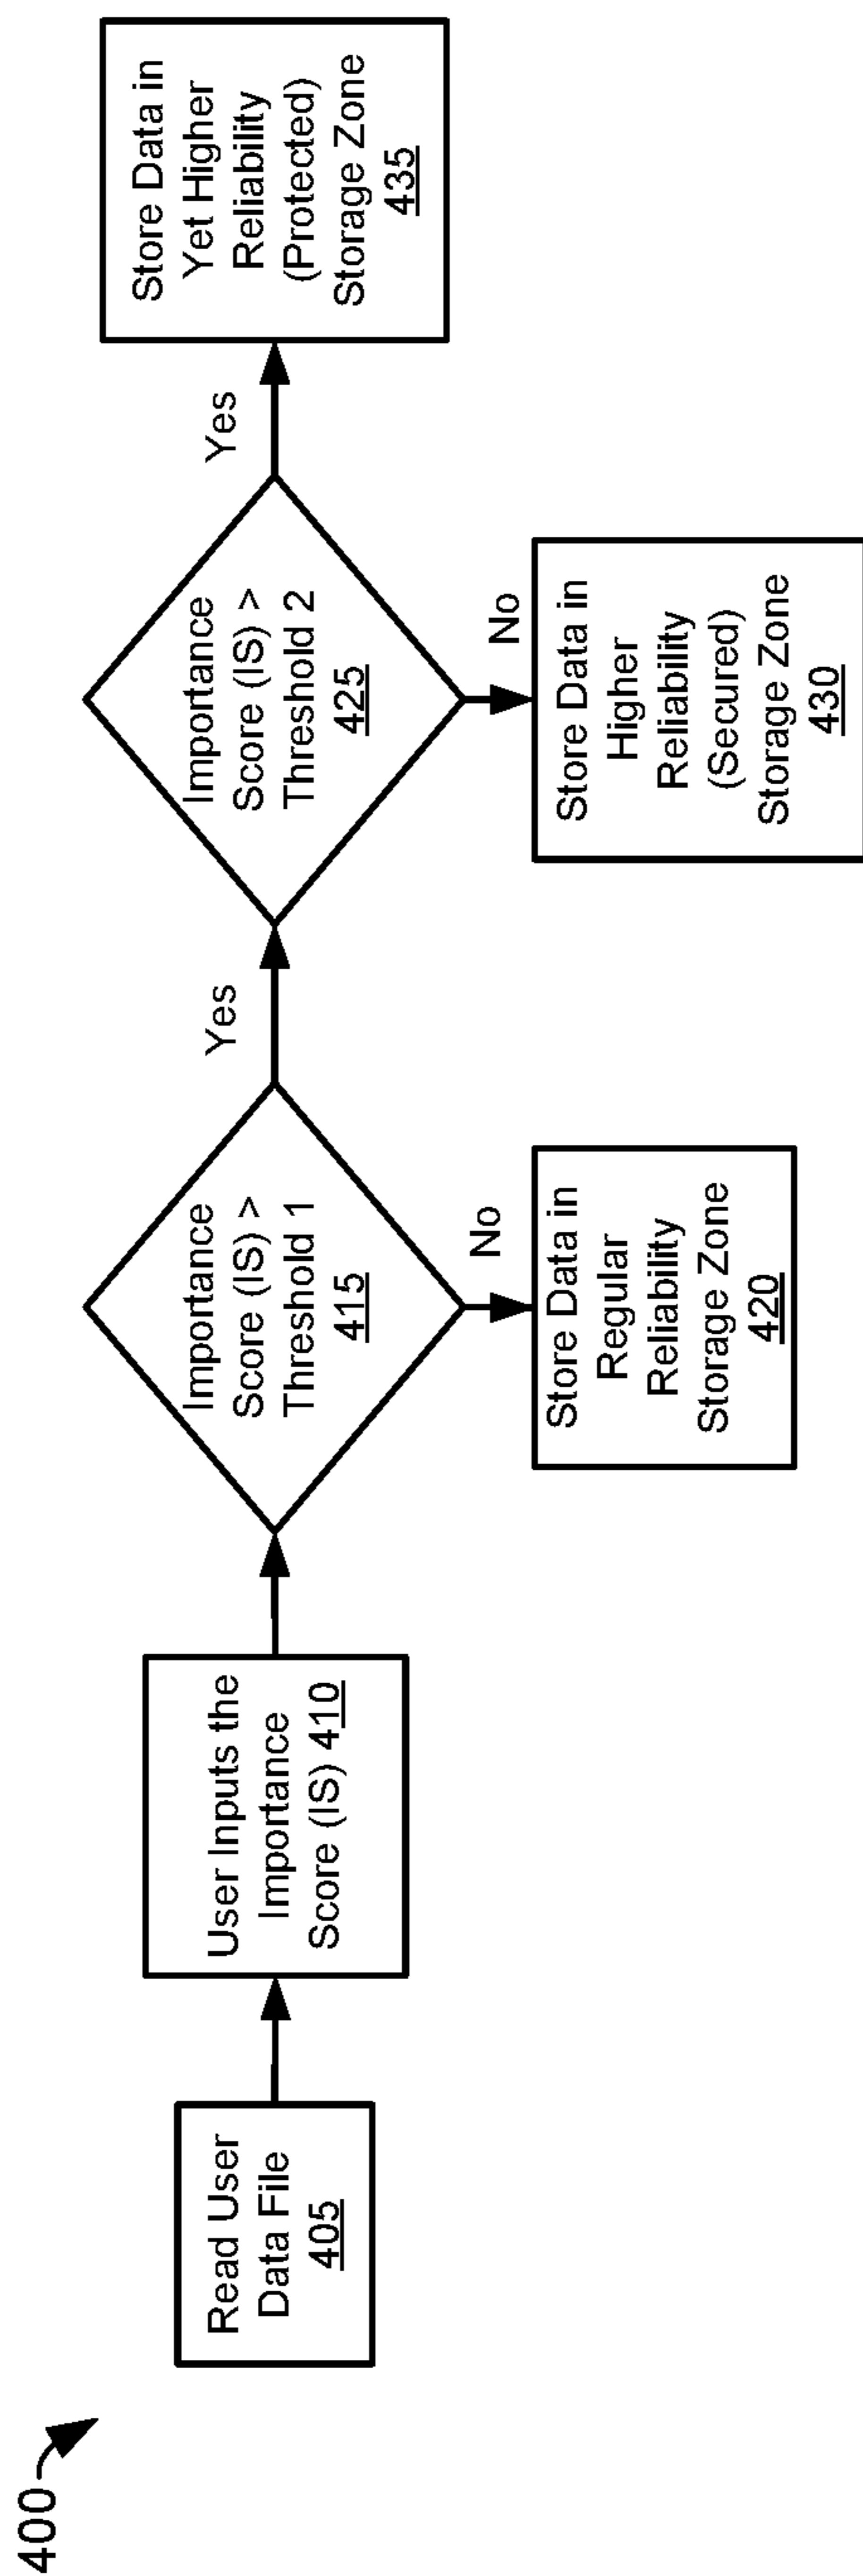 400
Read User
Data File
405
User Inputs the
Importance
Score (IS) 410
Importance
Score (IS) >
Threshold 1
415
No
Store Data in
Regular
Reliability
Storage Zone
420
Yes
Importance
Score (IS) >
Threshold 2
425
No
Store Data in
Higher
Reliability
(Secured)
Storage Zone
430
Yes
Store Data in
Yet Higher
Reliability
(Protected)
Storage Zone
435